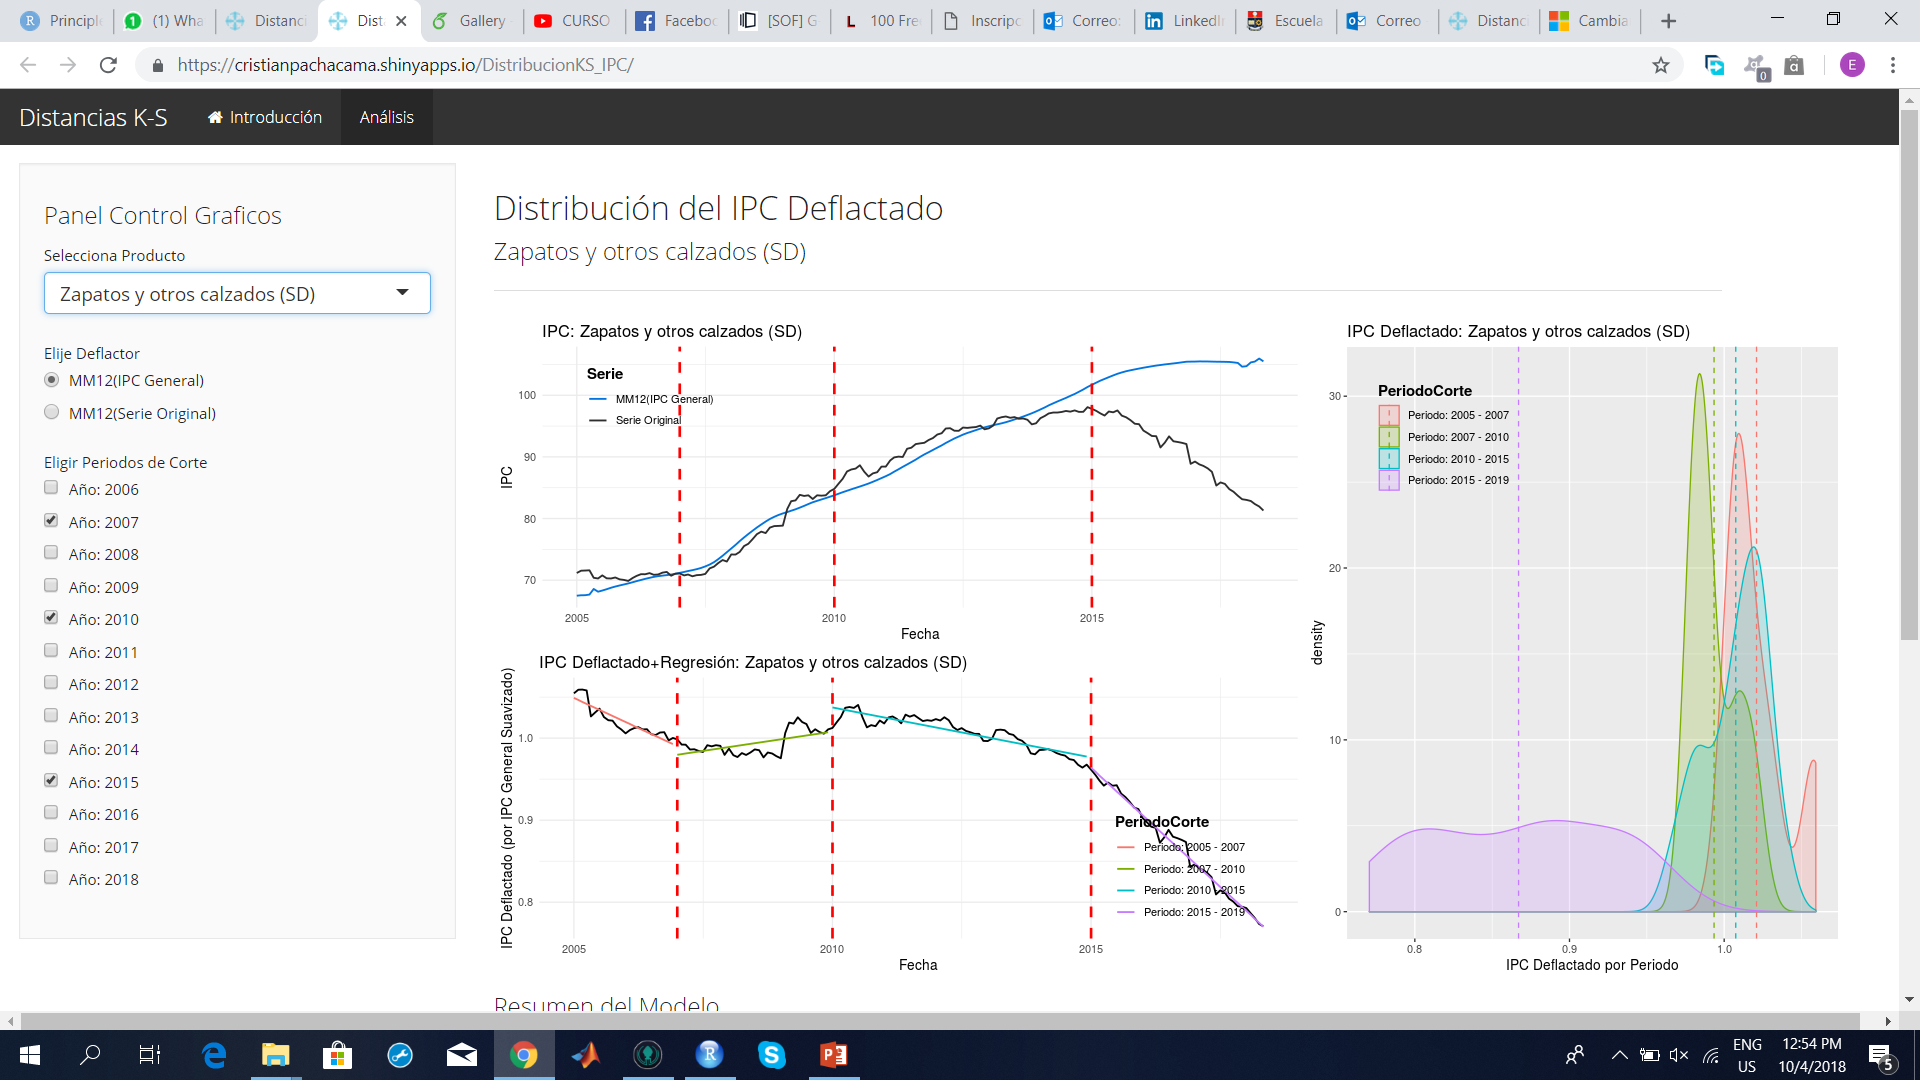 Principl
(1) Wha
Distanci
Dist
Gallery
CURSO
Faceboo
[SOF] G
100 Fre
Inscripc
Correo:
LinkedIn
Escuela
Correo
Distanc
Cambia
https://cristianpachacama.shinyapps.io/DistribucionKS_IPC/
0
E
Distancias K-S
Introducción
Análisis
Panel Control Graficos
Selecciona Producto
Zapatos y otros calzados (SD)
Elije Deflactor
MM12(IPC General)
MM12(Serie Original)
Eligir Periodos de Corte
Año: 2006
Año: 2007
Año: 2008
Año: 2009
Año: 2010
Año: 2011
Año: 2012
Año: 2013
Año: 2014
Año: 2015
Año: 2016
Año: 2017
Año: 2018
Distribución del IPC Deflactado
Zapatos y otros calzados (SD)
IPC: Zapatos y otros calzados (SD)
Serie
MM12(IPC General)
Serie Original
IPC
100
90
80
70
2005
2010
2015
Fecha
IPC Deflactado+Regresión: Zapatos y otros calzados (SD)
IPC Deflactado (por IPC General Suavizado)
1.0
0.9
0.8
PeriodoCorte
Periodo: 2005 - 2007
Periodo: 2007 - 2010
Periodo: 2010 - 2015
Periodo: 2015 - 2019
2005
2010
2015
Fecha
IPC Deflactado: Zapatos y otros calzados (SD)
PeriodoCorte
Periodo: 2005 - 2007
Periodo: 2007 - 2010
Periodo: 2010 - 2015
Periodo: 2015 - 2019
density
30
20
10
0
0.8
0.9
1.0
IPC Deflactado por Periodo
Resumen del Modelo
ENG
US
12:54 PM
10/4/2018
5